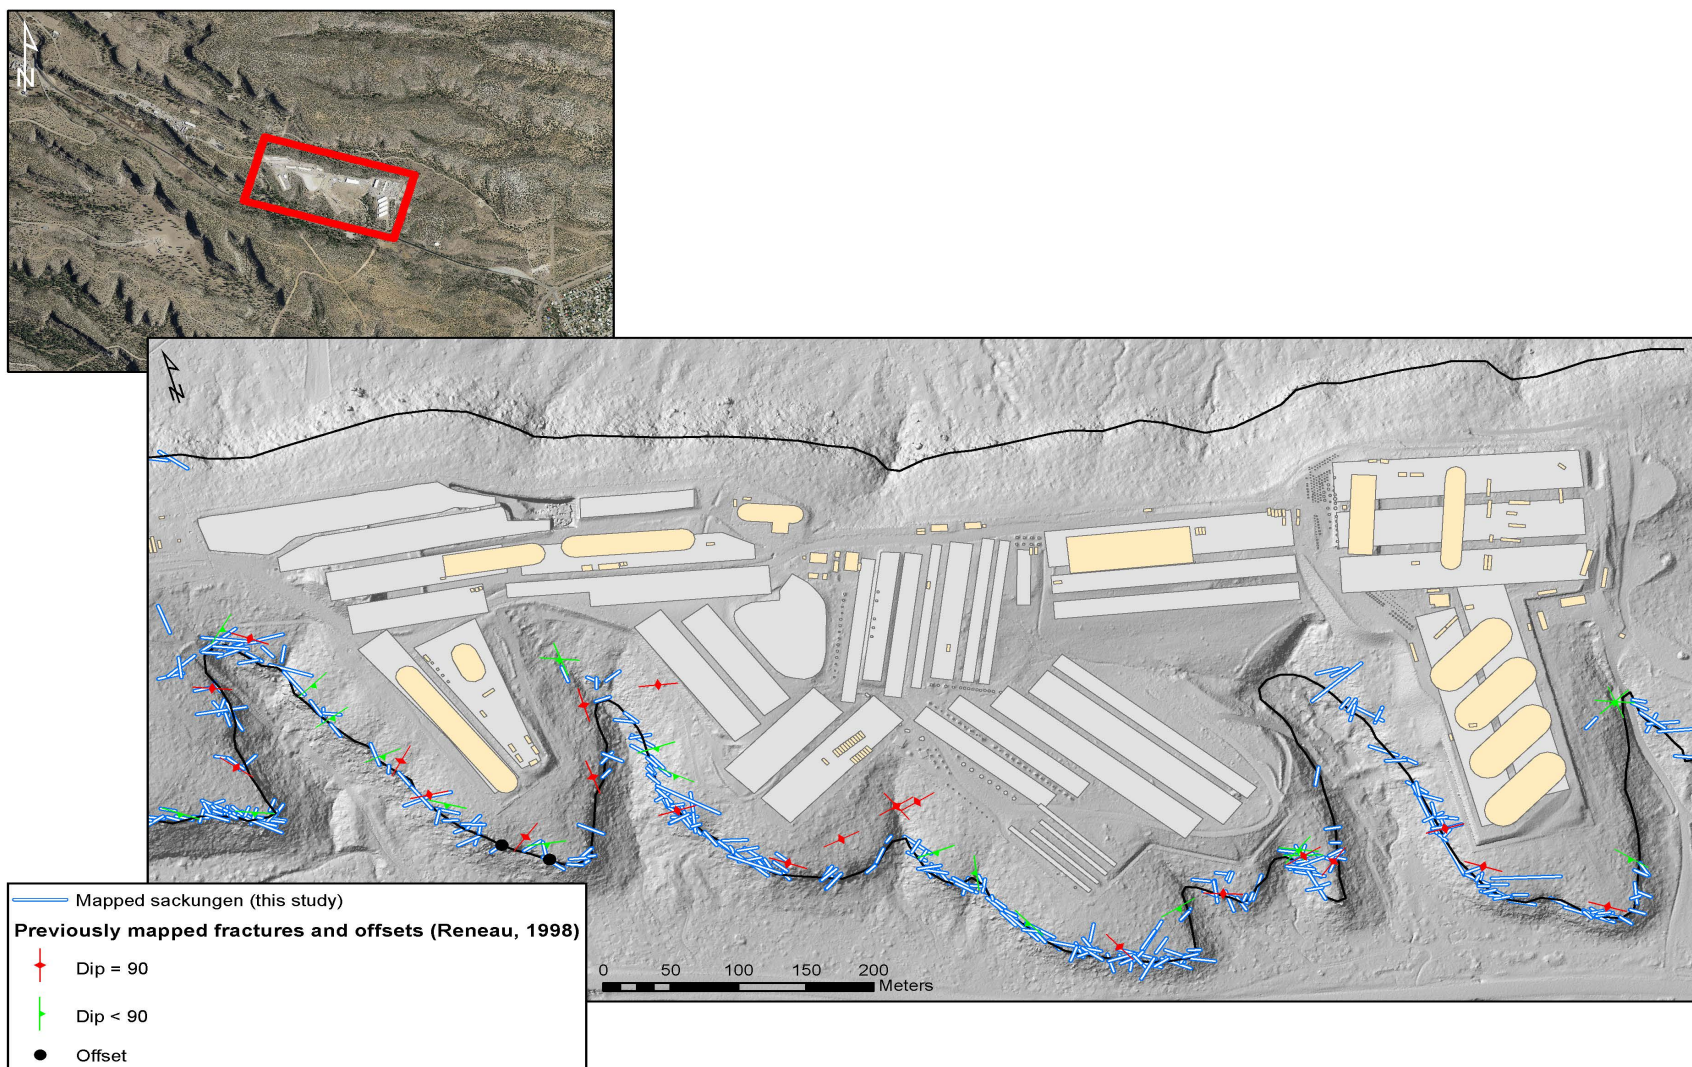 N
N
Mapped sackungen (this study)
Previously mapped fractures and offsets (Reneau, 1998)
Dip = 90
Dip < 90
Offset
0 50 100 150 200
Meters